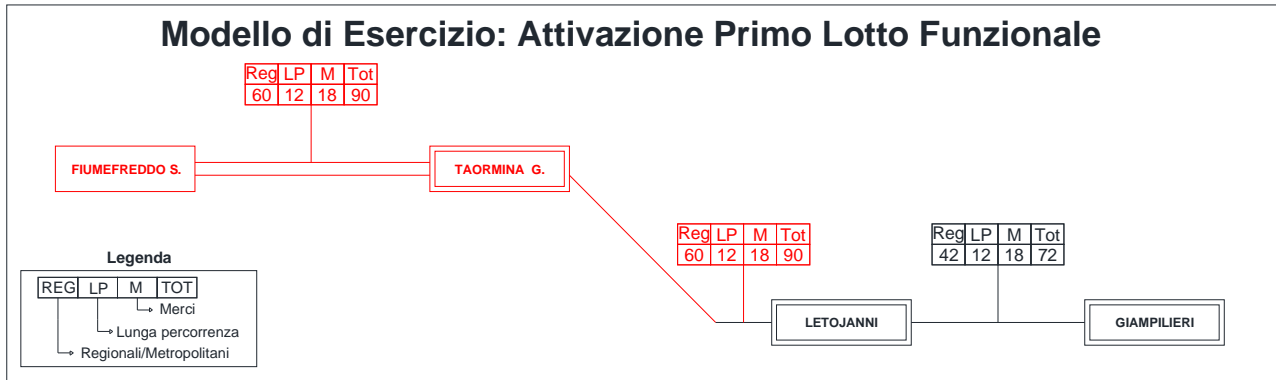 Modello di Esercizio: Attivazione Primo Lotto Funzionale
Reg LP M Tot
60 12 18 90
FIUMEFREDDO S.
TAORMINA G.
Reg LP M Tot
60 12 18 90
Reg LP M Tot
42 12 18 72
LETOJANNI
GIAMPILIERI
Legenda
REG LP M TOT
Merci
Lunga percorrenza
Regionali/Metropolitani